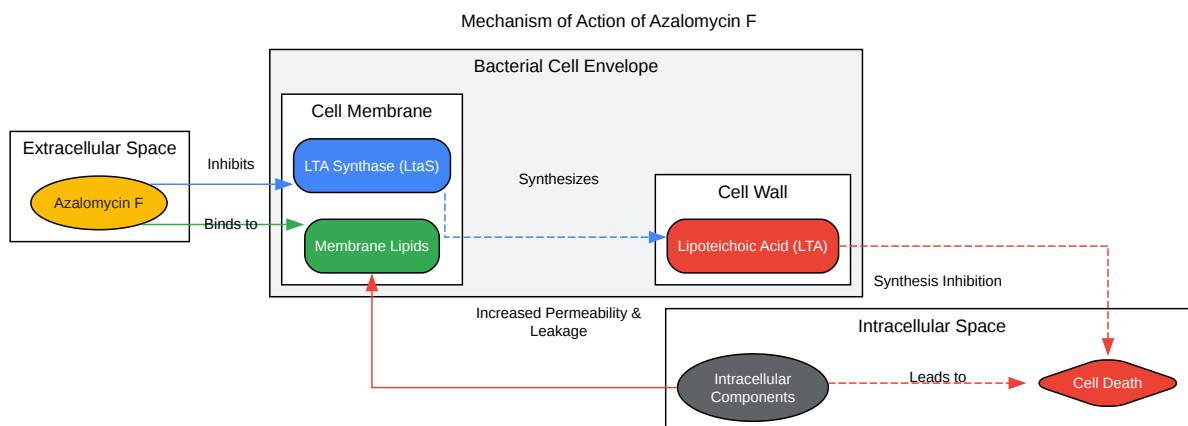 Mechanism of Action of Azalomycin F
Bacterial Cell Envelope
Cell Membrane
Extracellular Space
Inhibits
LTA Synthase (LtaS)
Synthesizes
Azalomycin F
Cell Wall
Binds to
Membrane Lipids
Lipoteichoic Acid (LTA)
Synthesis Inhibition
Increased Permeability &
Leakage
Intracellular Space
Intracellular
Components
Leads to
Cell Death